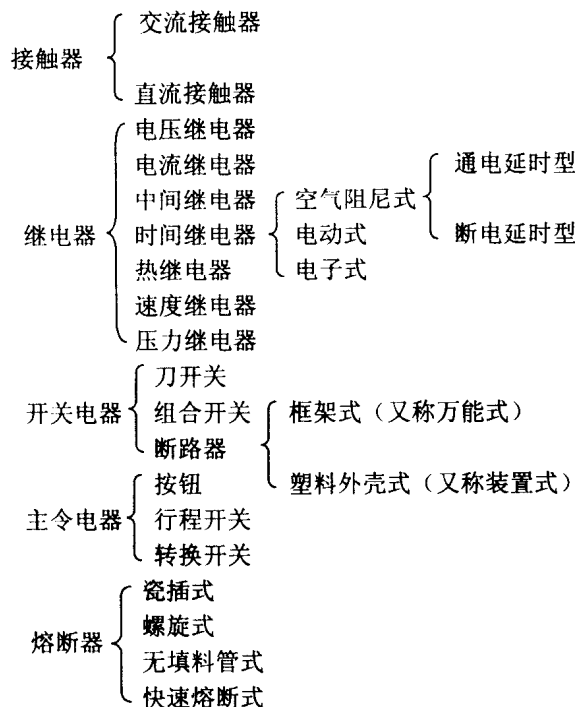 交流接触器
接触器
直流接触器
电压继电器
电流继电器
通电延时型
中间继电器
空气阻尼式
继电器
时间继电器
电动式
断电延时型
热继电器
电子式
速度继电器
压力继电器
刀开关
开关电器
组合开关
框架式（又称万能式）
断路器
按钮
塑料外壳式（又称装置式）
主令电器
行程开关
转换开关
瓷插式
螺旋式
熔断器
无填料管式
快速熔断式